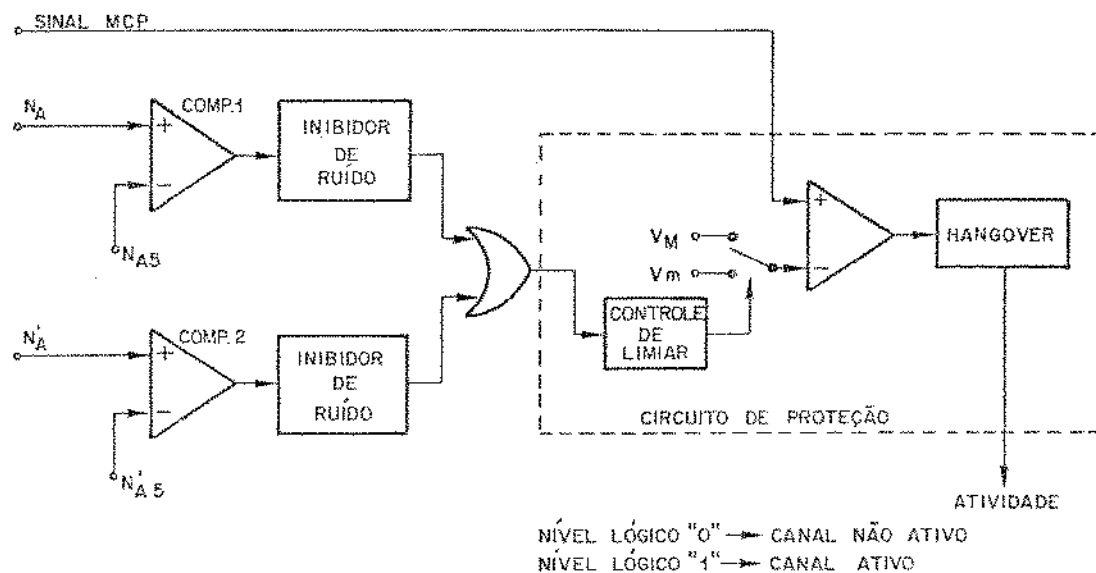 SINAL MCP
N_A
COMP.1
+
−
INIBIDOR
DE
RUÍDO
N_A5
N'_A
COMP. 2
+
−
INIBIDOR
DE
RUÍDO
N'_A5
V_M
Vm
+
−
HANGOVER
CONTROLE
DE
LIMIAR
CIRCUITO DE PROTEÇÃO
ATIVIDADE
NÍVEL LÓGICO "0" → CANAL NÃO ATIVO
NÍVEL LÓGICO "1" → CANAL ATIVO